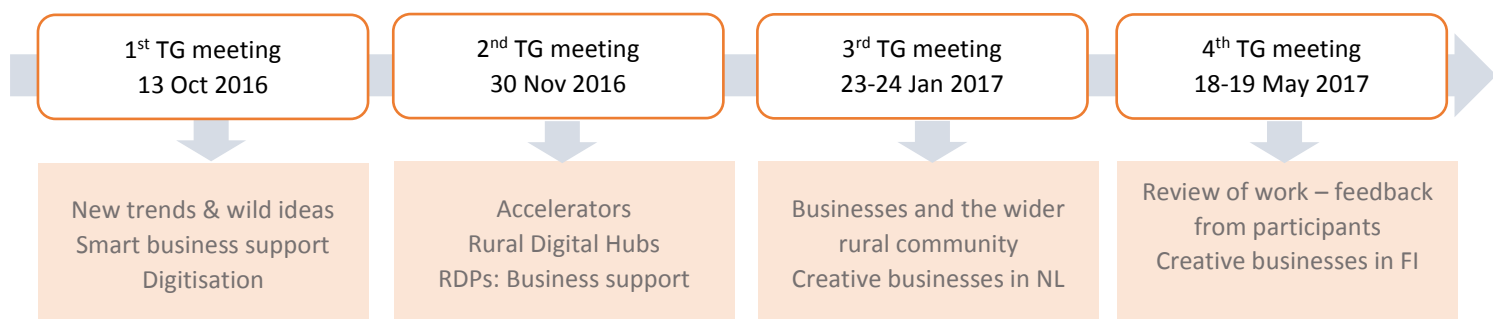 1st TG meeting
13 Oct 2016
2nd TG meeting
30 Nov 2016
3rd TG meeting
23-24 Jan 2017
4th TG meeting
18-19 May 2017
New trends & wild ideas
Smart business support
Digitisation
Accelerators
Rural Digital Hubs
RDPs: Business support
Businesses and the wider
rural community
Creative businesses in NL
Review of work – feedback
from participants
Creative businesses in FI